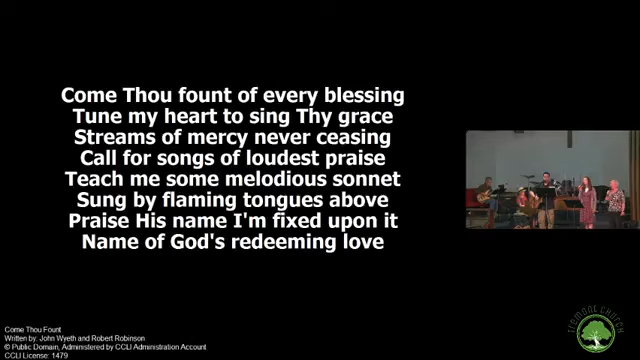 Come Thou fount of every blessing
Tune my heart to sing Thy grace
Streams of mercy never ceasing
Call for songs of loudest praise
Teach me some melodious sonnet
Sung by flaming tongues above
Praise His name I'm fixed upon it
Name of God's redeeming love
Come Thou Fount
Written by: John Wyeth and Robert Robinson
© Public Domain, Administered by CCLI Administration Account
CCLI License: 1479
FREMONT CHURCH